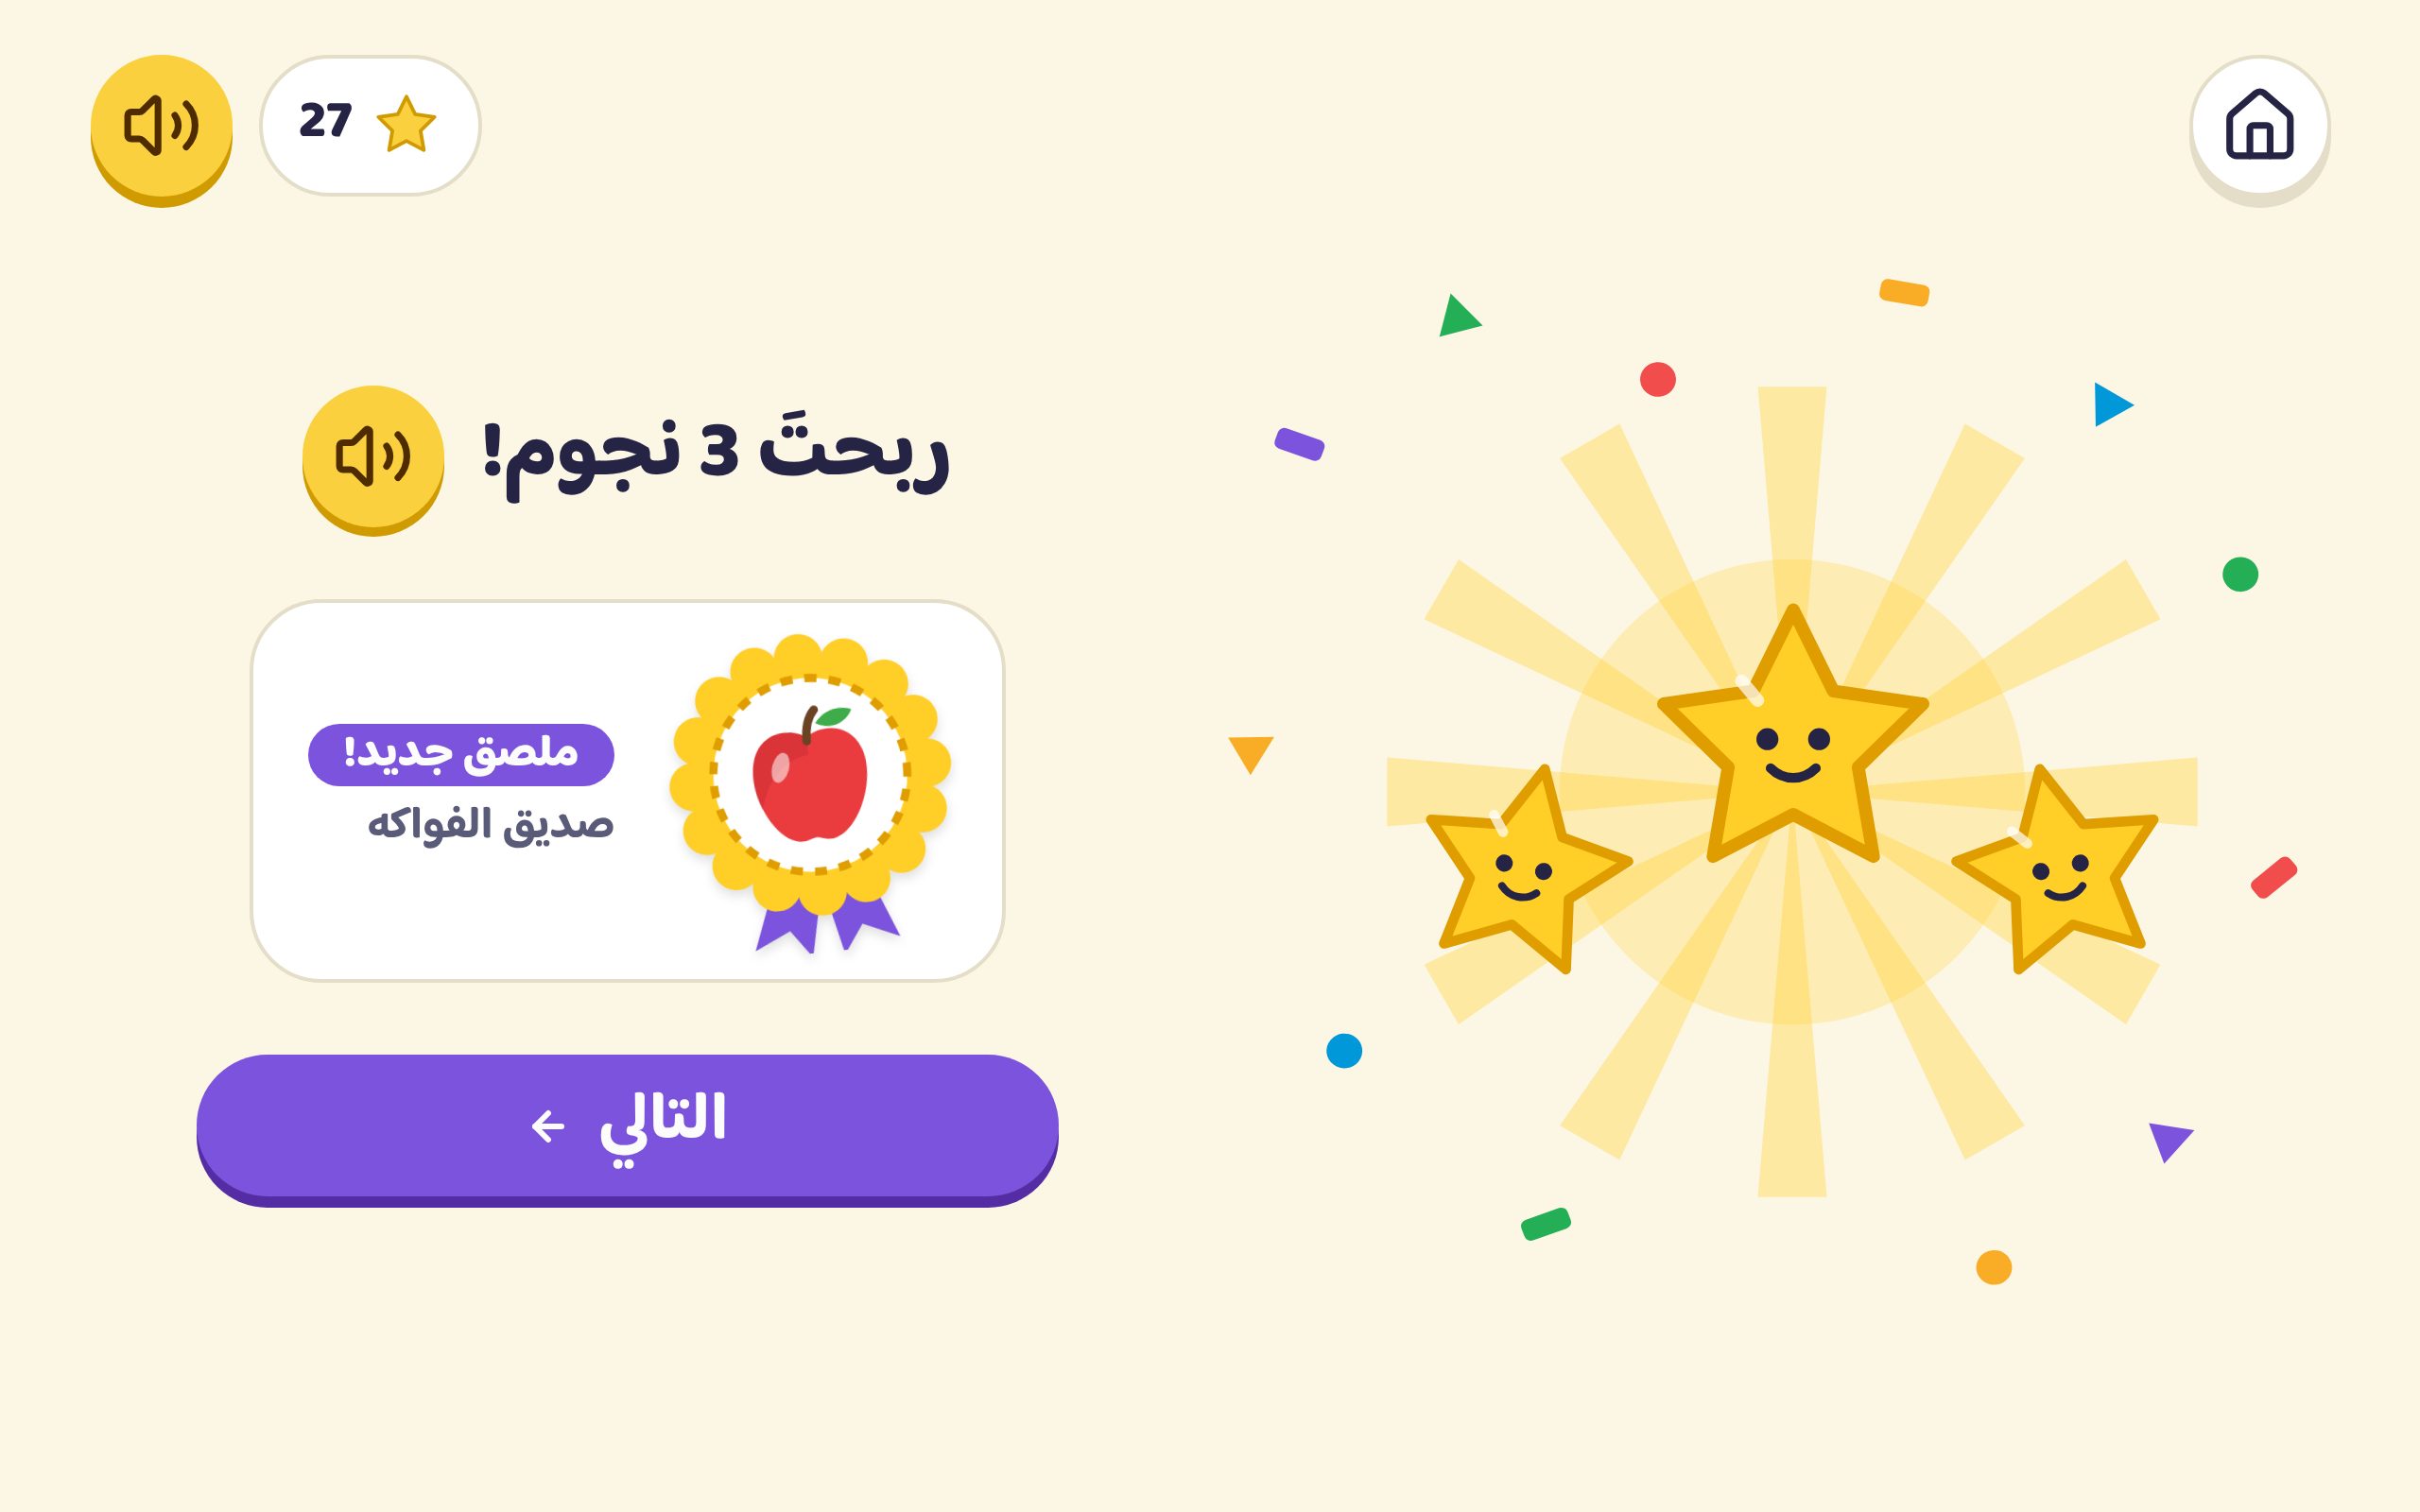 27
ربحتَ 3 نجوم!
ملصق جديد!
صديق الفواكه
التالي ←